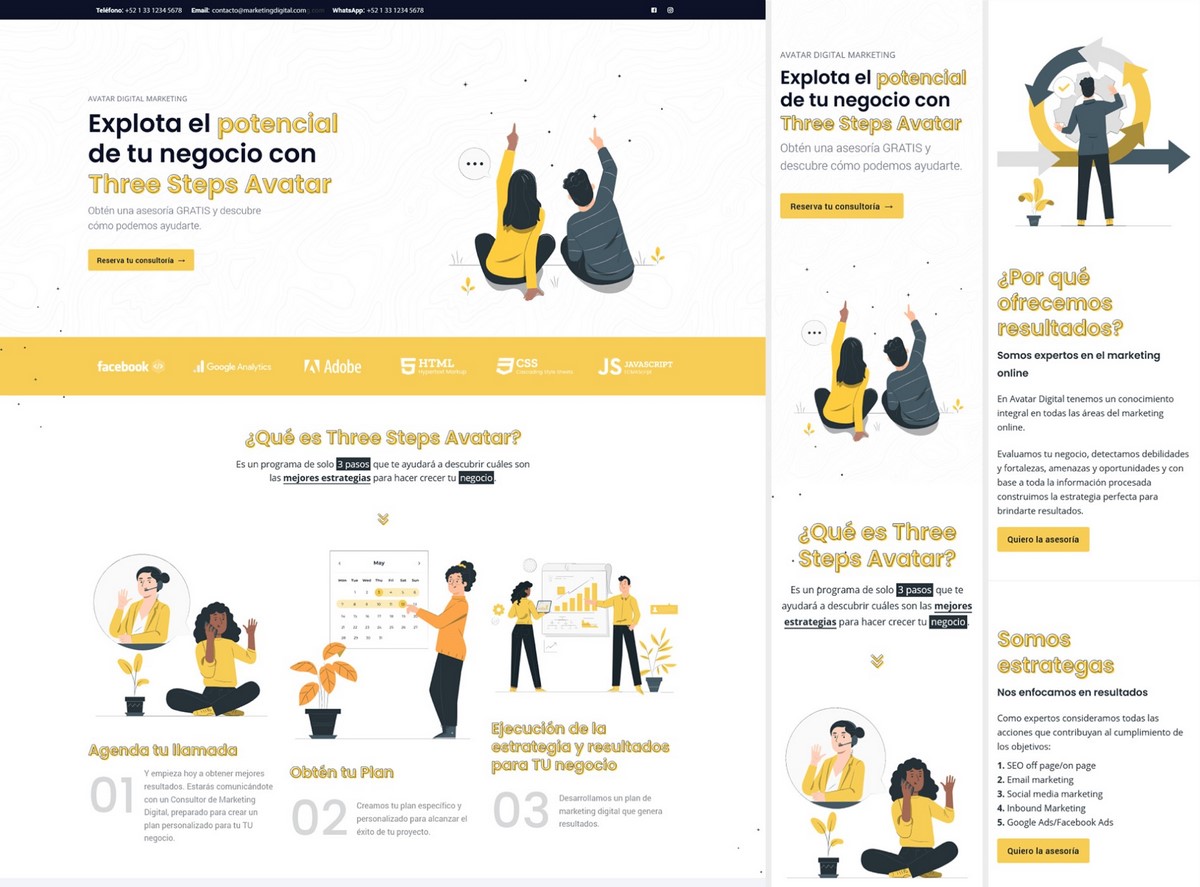 Teléfono: +52 1 33 1234 5678 Email: contacto@marketingdigital.com WhatsApp: +52 1 33 1234 5678
AVATAR DIGITAL MARKETING
Explota el potencial
de tu negocio con
Three Steps Avatar
Obtén una asesoría GRATIS y descubre
cómo podemos ayudarte.
Reserva tu consultoría →
facebook Google Analytics Adobe HTML CSS JS JAVASCRIPT
¿Qué es Three Steps Avatar?
Es un programa de solo 3 pasos que te ayudará a descubrir cuáles son
las mejores estrategias para hacer crecer tu negocio.
May
Agenda tu llamada
01
Y empieza hoy a obtener mejores
resultados. Estarás comunicándote
con un Consultor de Marketing
Digital, preparado para crear un
plan personalizado para tu TU
negocio.
Obtén tu Plan
02
Creamos tu plan específico y
personalizado para alcanzar el
éxito de tu proyecto.
Ejecución de la
estrategia y resultados
para TU negocio
03
Desarrollamos un plan de
marketing digital que genera
resultados.
AVATAR DIGITAL MARKETING
Explota el potencial
de tu negocio con
Three Steps Avatar
Obtén una asesoría GRATIS y
descubre cómo podemos ayudarte.
Reserva tu consultoría →
¿Qué es Three
Steps Avatar?
Es un programa de solo 3 pasos que te
ayudará a descubrir cuáles son las mejores
estrategias para hacer crecer tu negocio.
¿Por qué
ofrecemos
resultados?
Somos expertos en el marketing
online
En Avatar Digital tenemos un conocimiento
integral en todas las áreas del marketing
online.
Evaluamos tu negocio, detectamos debilidades
y fortalezas, amenazas y oportunidades y con
base a toda la información procesada
construimos la estrategia perfecta para
brindarte resultados.
Quiero la asesoría
Somos
estrategas
Nos enfocamos en resultados
Como expertos consideramos todas las
acciones que contribuyan al cumplimiento de
los objetivos:
1. SEO off page/on page
2. Email marketing
3. Social media marketing
4. Inbound Marketing
5. Google Ads/Facebook Ads
Quiero la asesoría